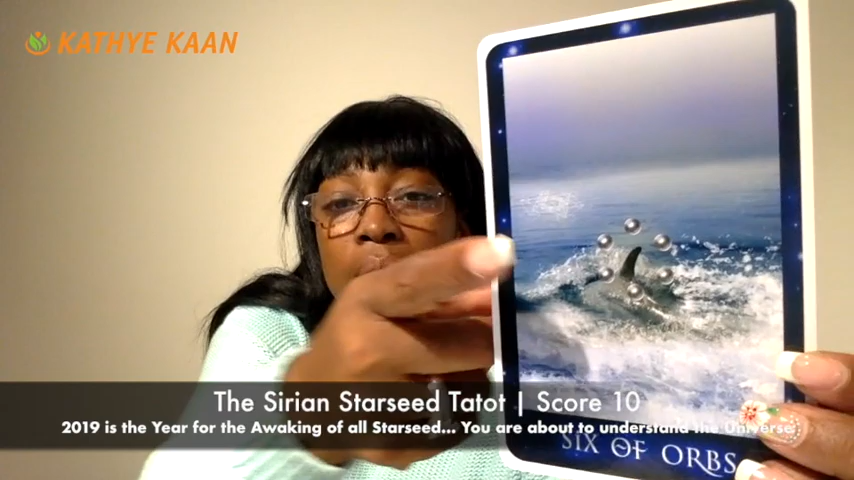 KATHYE KAAN
The Sirian Starseed Tatot | Score 10
2019 is the Year for the Awaking of all Starseed... You are about to understand the Universe.
SIX OF ORBS